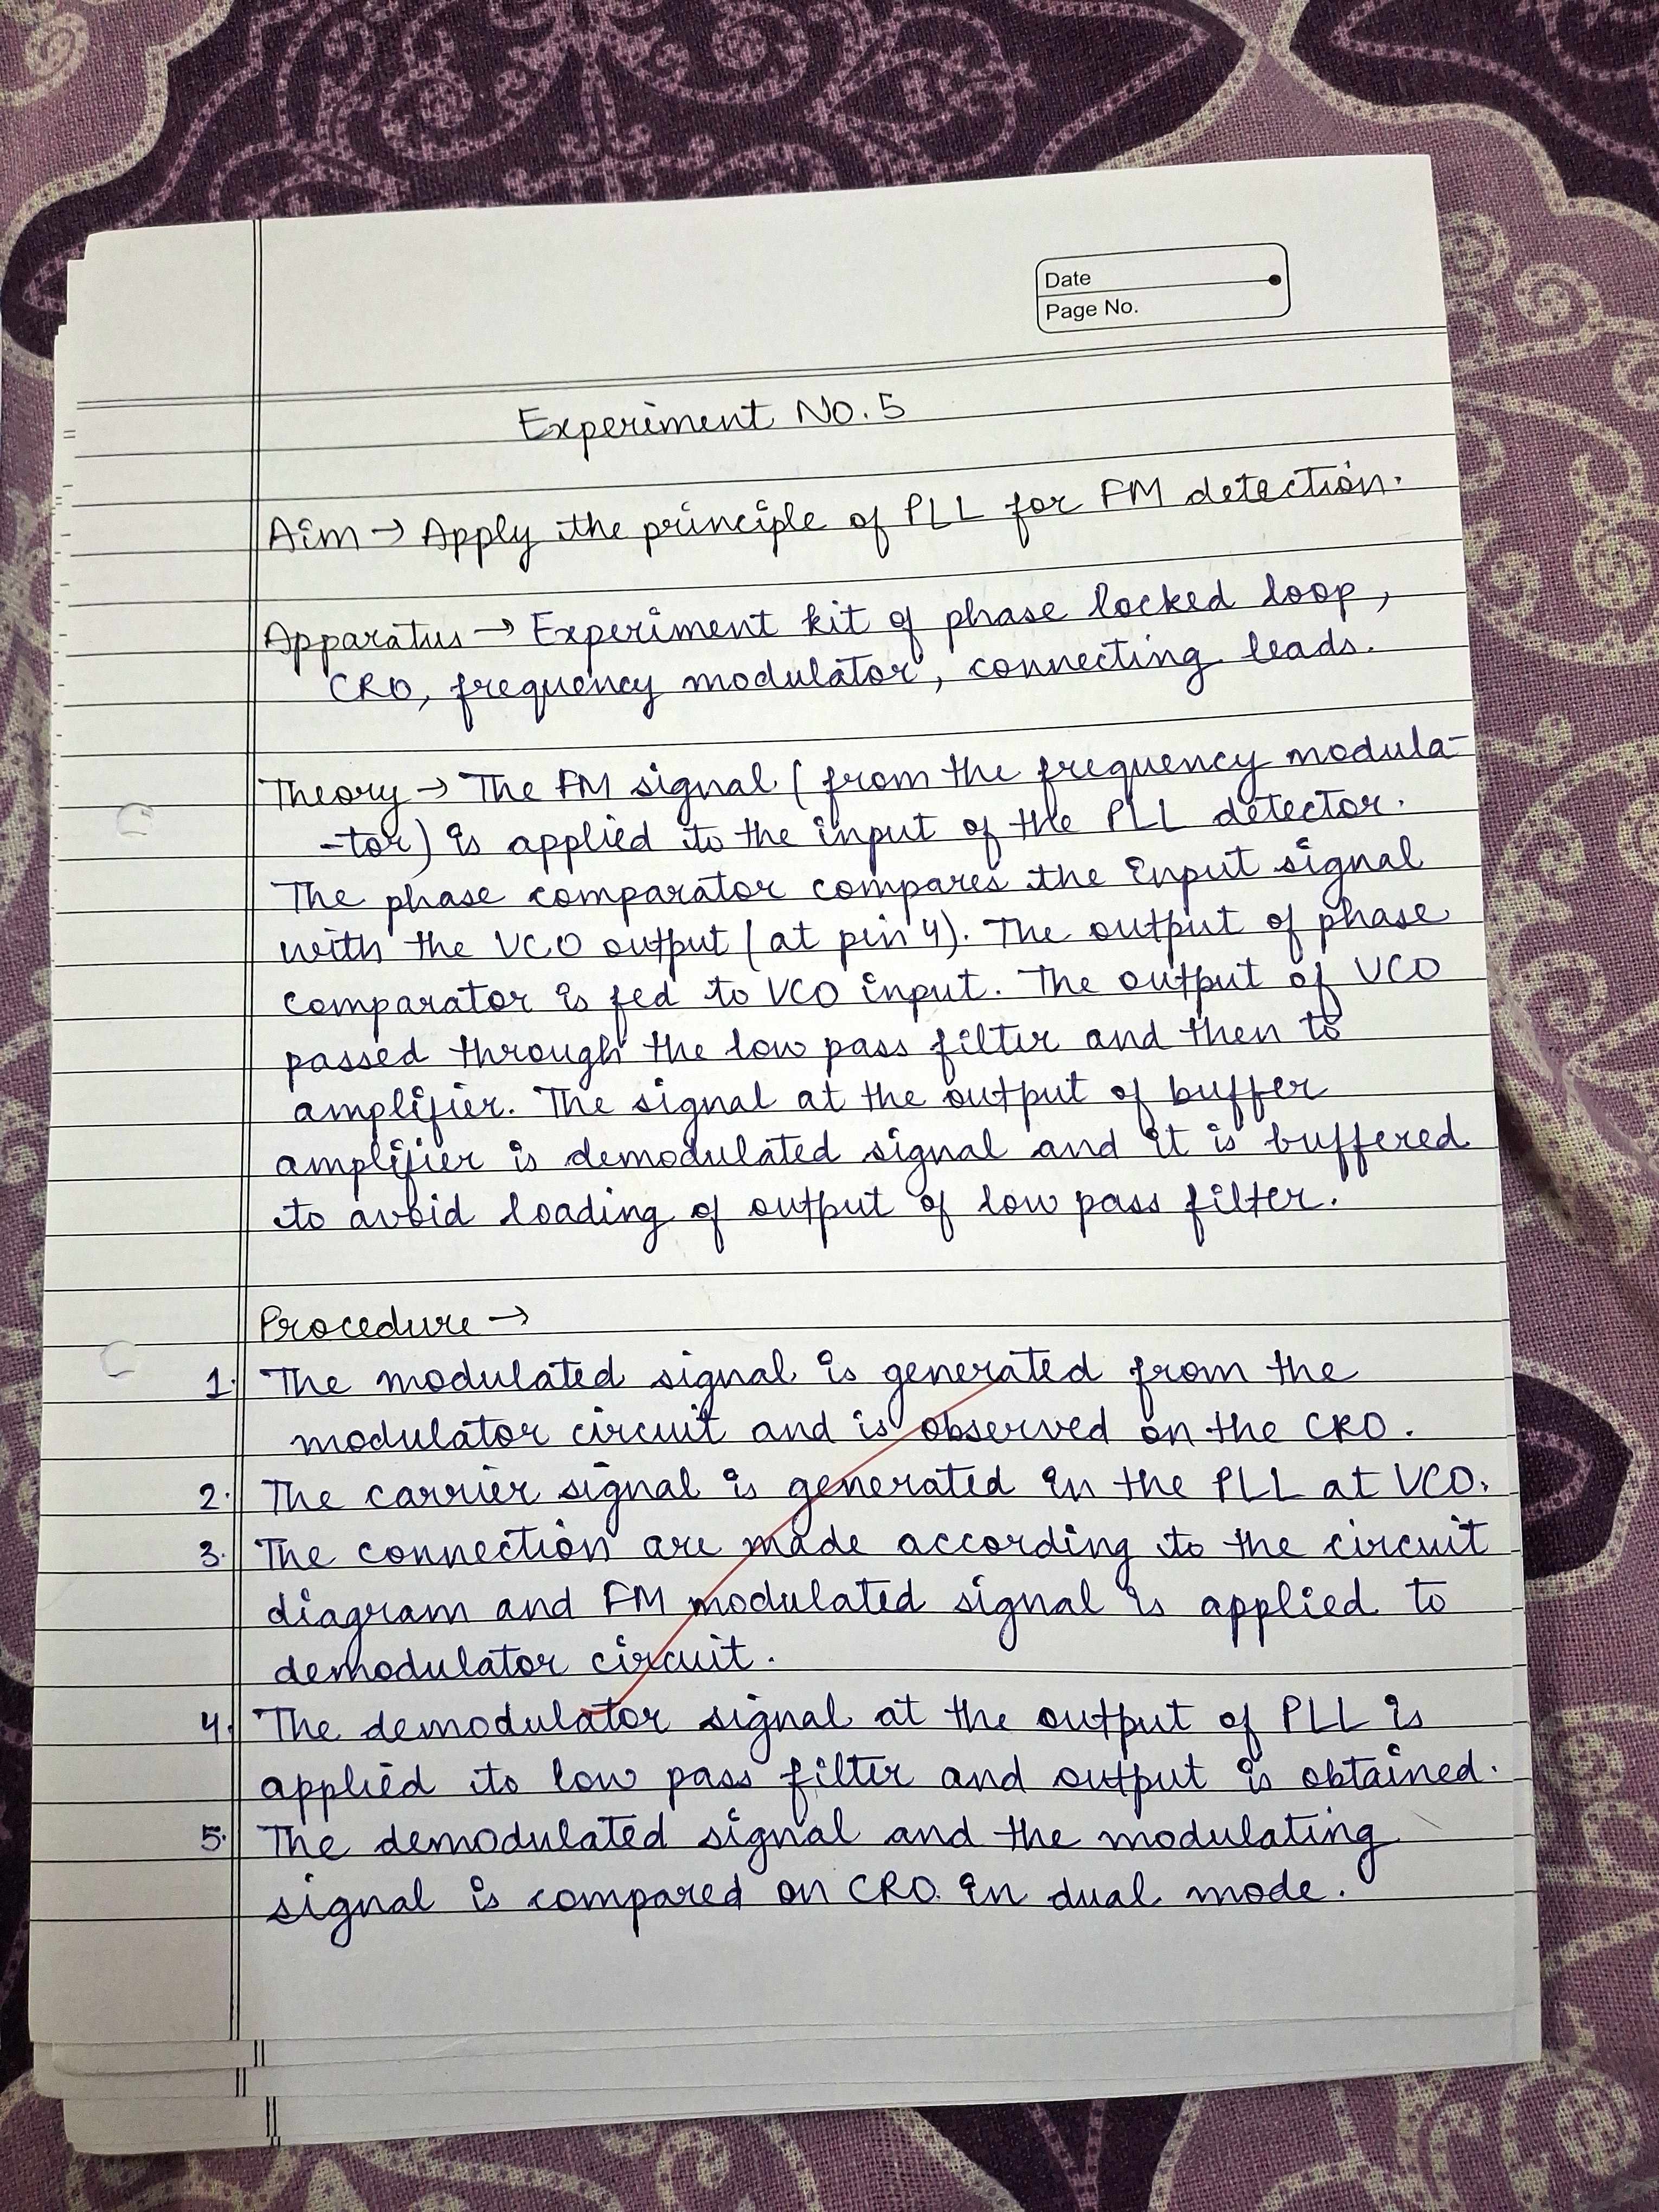 Date
Page No.
Experiment No. 5
Aim → Apply the principle of PLL for FM detection.
Apparatus → Experiment kit of phase locked loop,
CRO, frequency modulator, connecting leads.
Theory → The FM signal (from the frequency modula-
-tor) is applied to the input of the PLL detector.
The phase comparator compares the input signal
with the VCO output (at pin 4). The output of phase
comparator is fed to VCO input. The output of VCO
passed through the low pass filter and then to
amplifier. The signal at the output of buffer
amplifier is demodulated signal and it is buffered
to avoid loading of output of low pass filter.
Procedure →
1. The modulated signal is generated from the
modulator circuit and is observed on the CRO.
2. The carrier signal is generated in the PLL at VCO.
3. The connection are made according to the circuit
diagram and FM modulated signal is applied to
demodulator circuit.
4. The demodulator signal at the output of PLL is
applied to low pass filter and output is obtained.
5. The demodulated signal and the modulating
signal is compared on CRO in dual mode.